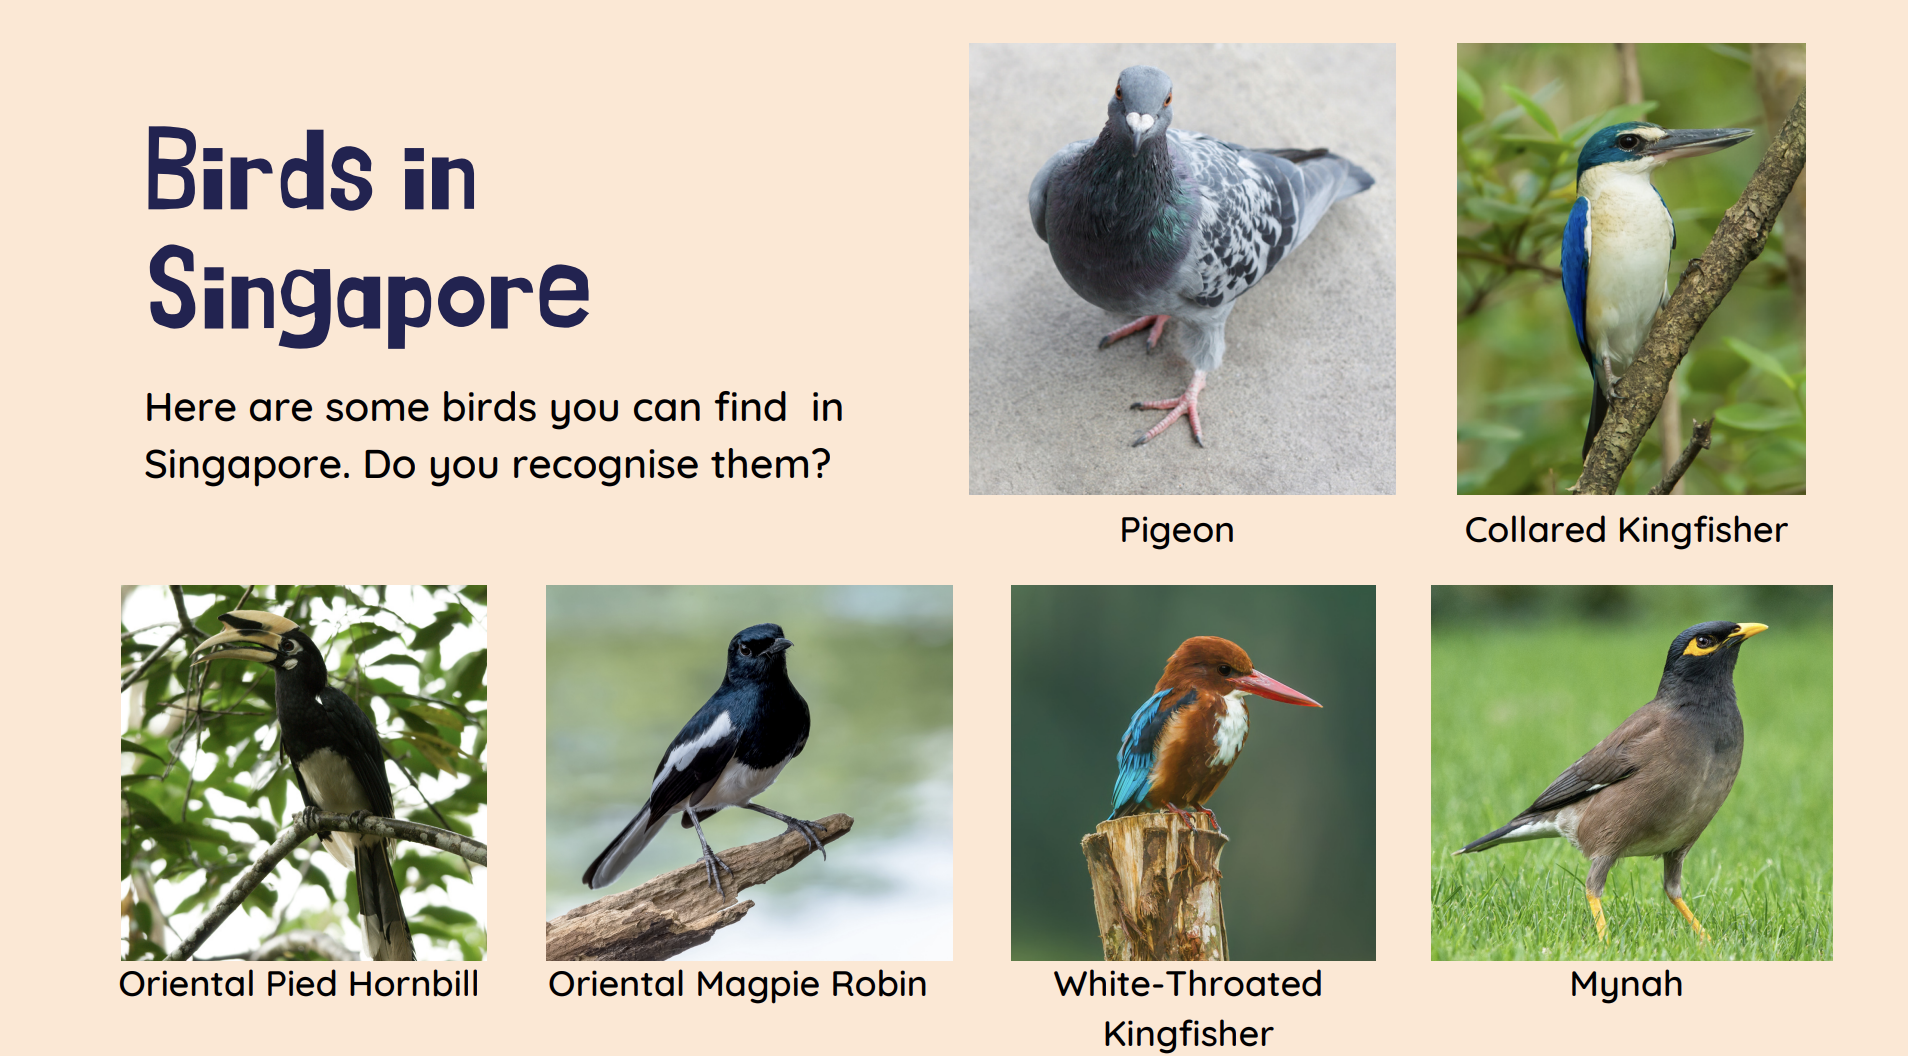 Birds in
Singapore
Here are some birds you can find  in
Singapore. Do you recognise them?
Pigeon
Collared Kingfisher
Oriental Pied Hornbill
Oriental Magpie Robin
White-Throated
Kingfisher
Mynah